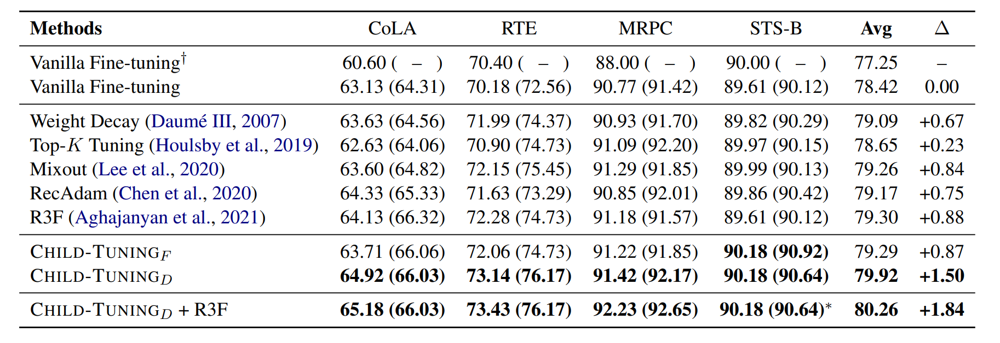 Methods CoLA RTE MRPC STS-B Avg Δ
Vanilla Fine-tuning† 60.60 ( – ) 70.40 ( – ) 88.00 ( – ) 90.00 ( – ) 77.25 –
Vanilla Fine-tuning 63.13 (64.31) 70.18 (72.56) 90.77 (91.42) 89.61 (90.12) 78.42 0.00
Weight Decay (Daumé III, 2007) 63.63 (64.56) 71.99 (74.37) 90.93 (91.70) 89.82 (90.29) 79.09 +0.67
Top-K Tuning (Houlsby et al., 2019) 62.63 (64.06) 70.90 (74.73) 91.09 (92.20) 89.97 (90.15) 78.65 +0.23
Mixout (Lee et al., 2020) 63.60 (64.82) 72.15 (75.45) 91.29 (91.85) 89.99 (90.13) 79.26 +0.84
RecAdam (Chen et al., 2020) 64.33 (65.33) 71.63 (73.29) 90.85 (92.01) 89.86 (90.42) 79.17 +0.75
R3F (Aghajanyan et al., 2021) 64.13 (66.32) 72.28 (74.73) 91.18 (91.57) 89.61 (90.12) 79.30 +0.88
CHILD-TUNING_F 63.71 (66.06) 72.06 (74.73) 91.22 (91.85) 90.18 (90.92) 79.29 +0.87
CHILD-TUNING_D 64.92 (66.03) 73.14 (76.17) 91.42 (92.17) 90.18 (90.64) 79.92 +1.50
CHILD-TUNING_D + R3F 65.18 (66.03) 73.43 (76.17) 92.23 (92.65) 90.18 (90.64)* 80.26 +1.84